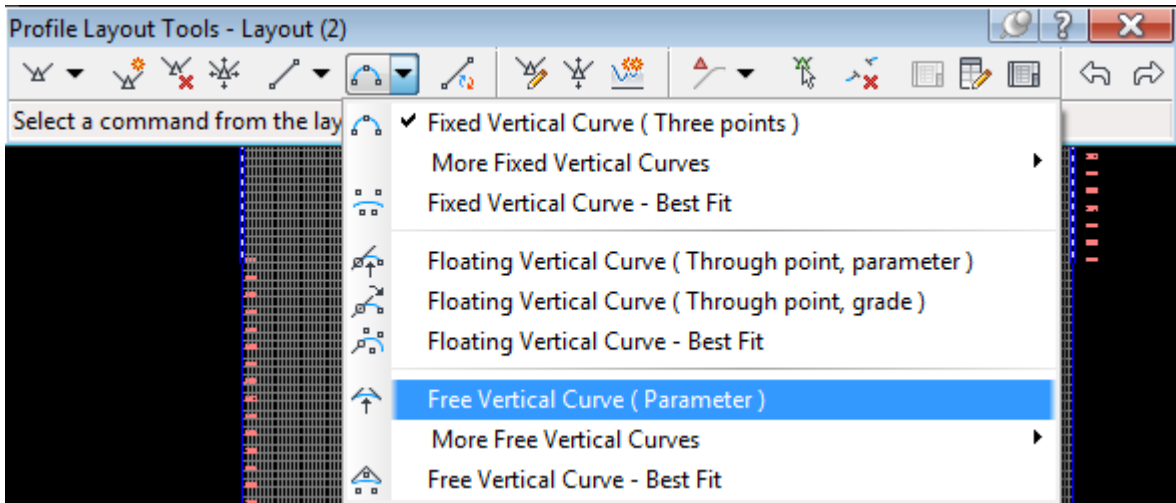 Profile Layout Tools - Layout (2)
Select a command from the lay
Fixed Vertical Curve ( Three points )
More Fixed Vertical Curves
Fixed Vertical Curve - Best Fit
Floating Vertical Curve ( Through point, parameter )
Floating Vertical Curve ( Through point, grade )
Floating Vertical Curve - Best Fit
Free Vertical Curve ( Parameter )
More Free Vertical Curves
Free Vertical Curve - Best Fit